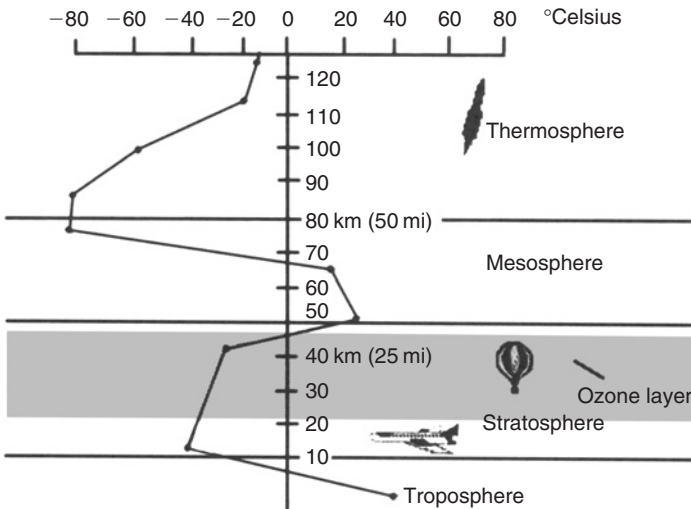 −80 −60 −40 −20 0 20 40 60 80 °Celsius
120
110
Thermosphere
100
90
80 km (50 mi)
70
Mesosphere
60
50
40 km (25 mi)
30
Ozone layer
20
Stratosphere
10
Troposphere